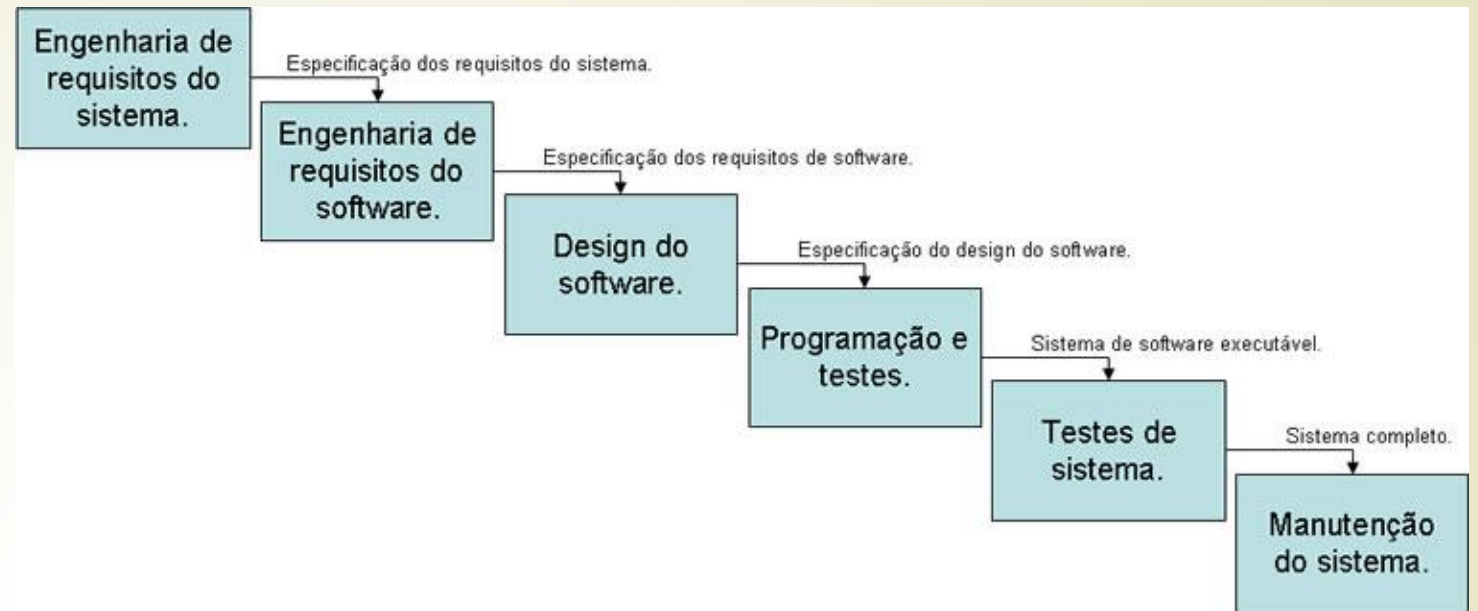 Engenharia de
requisitos do
sistema.
Especificação dos requisitos do sistema.
Engenharia de
requisitos do
software.
Especificação dos requisitos de software.
Design do
software.
Especificação do design do software.
Programação e
testes.
Sistema de software executável.
Testes de
sistema.
Sistema completo.
Manutenção
do sistema.